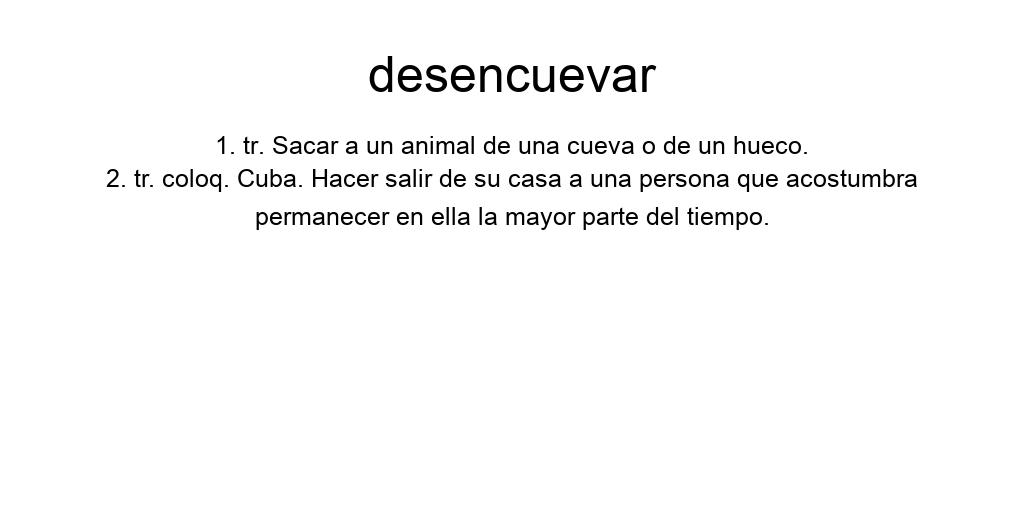 desencuevar
1. tr. Sacar a un animal de una cueva o de un hueco.
2. tr. coloq. Cuba. Hacer salir de su casa a una persona que acostumbra
permanecer en ella la mayor parte del tiempo.